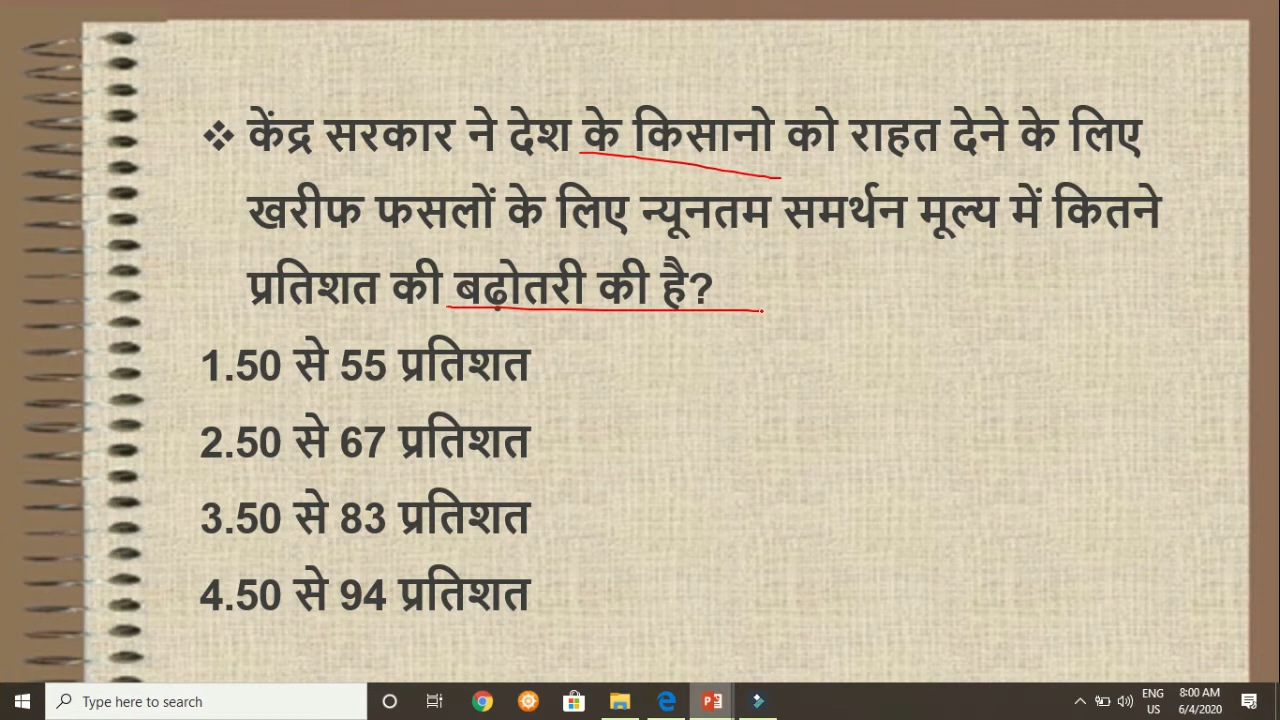 ❖ केंद्र सरकार ने देश के किसानो को राहत देने के लिए
खरीफ फसलों के लिए न्यूनतम समर्थन मूल्य में कितने
प्रतिशत की बढ़ोतरी की है?
1.50 से 55 प्रतिशत
2.50 से 67 प्रतिशत
3.50 से 83 प्रतिशत
4.50 से 94 प्रतिशत
Type here to search
ENG
US
8:00 AM
6/4/2020